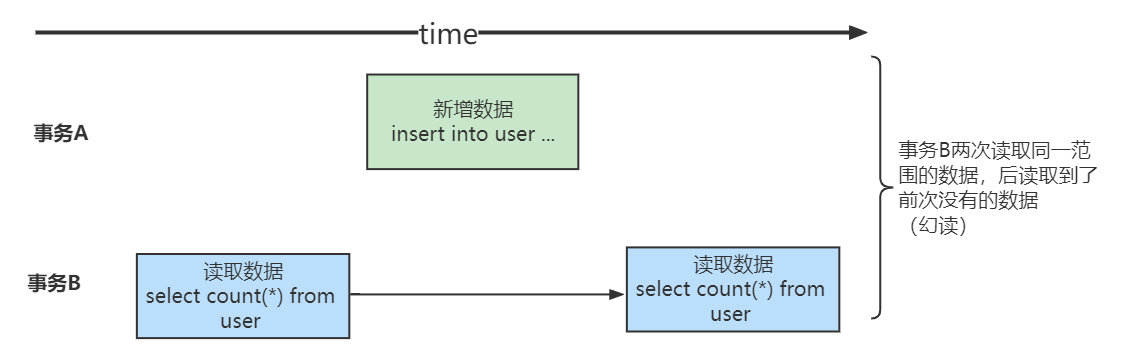 time
事务A
新增数据
insert into user ...
事务B两次读取同一范
围的数据，后读取到了
前次没有的数据
（幻读）
事务B
读取数据
select count(*) from
user
读取数据
select count(*) from
user